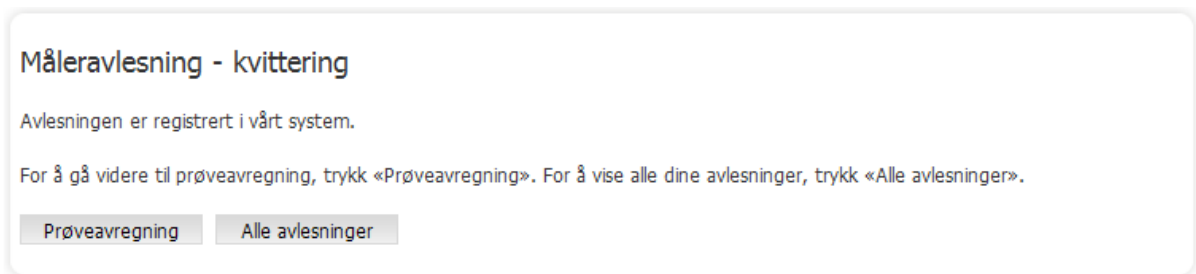 Måleravlesning - kvittering
Avlesningen er registrert i vårt system.
For å gå videre til prøveavregning, trykk «Prøveavregning». For å vise alle dine avlesninger, trykk «Alle avlesninger».
Prøveavregning
Alle avlesninger